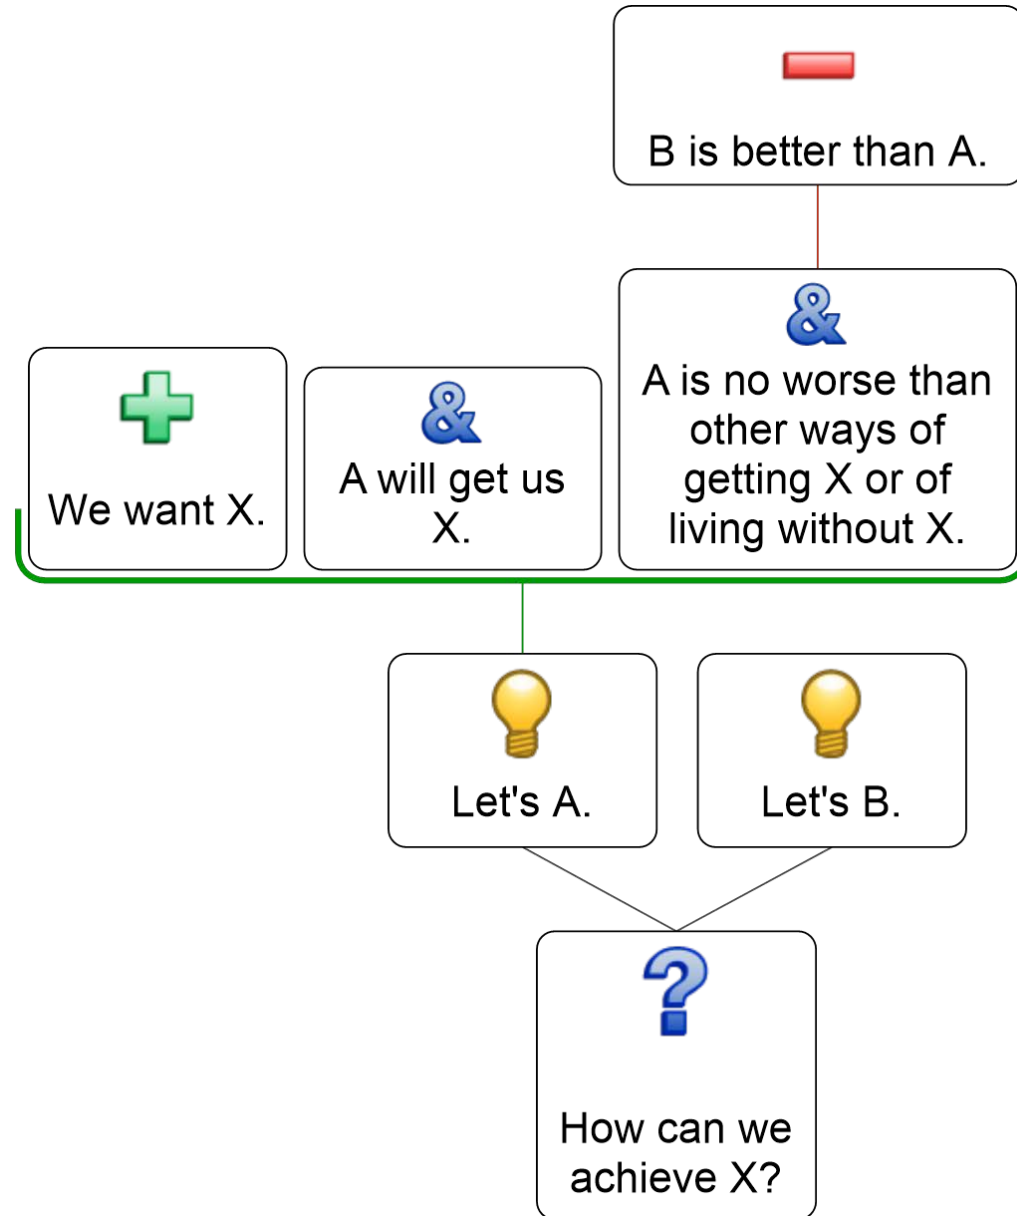 B is better than A.
&
A is no worse than
other ways of
getting X or of
living without X.
We want X.
&
A will get us
X.
Let's A.
Let's B.
?
How can we
achieve X?